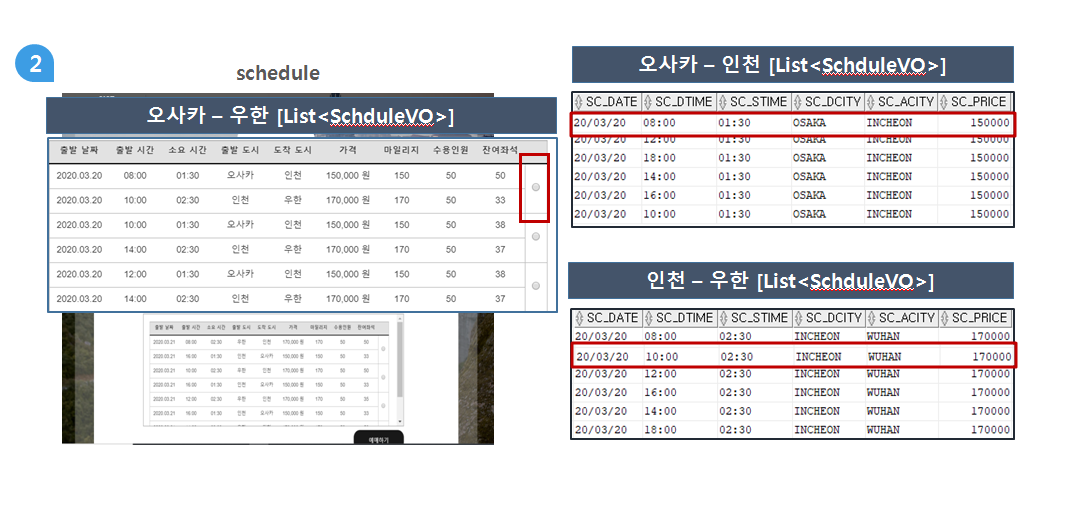 2
schedule
오사카 – 우한 [List<SchduleVO>]
출발 날짜 출발 시간 소요 시간 출발 도시 도착 도시 가격 마일리지 수용인원 잔여좌석
2020.03.20 08:00 01:30 오사카 인천 150,000 원 150 50 50
2020.03.20 10:00 02:30 인천 우한 170,000 원 170 50 33
2020.03.20 10:00 01:30 오사카 인천 150,000 원 150 50 38
2020.03.20 14:00 02:30 인천 우한 170,000 원 170 50 37
2020.03.20 12:00 01:30 오사카 인천 150,000 원 150 50 38
2020.03.20 14:00 02:30 인천 우한 170,000 원 170 50 37
출발 날짜 출발 시간 소요 시간 출발 도시 도착 도시 가격 마일리지 수용인원 잔여좌석
2020.03.21 08:00 02:30 우한 인천 170,000 원 170 50 50
2020.03.21 16:00 01:30 인천 오사카 150,000 원 150 50 33
2020.03.21 10:00 02:30 우한 인천 170,000 원 170 50
2020.03.21 16:00 01:30 인천 오사카 150,000 원 150 50 33
2020.03.21 12:00 02:30 우한 인천 170,000 원 170 50 35
2020.03.21 16:00 01:30 인천 오사카 150,000 원 150 50 33
예매하기
오사카 – 인천 [List<SchduleVO>]
SC_DATE SC_DTIME SC_STIME SC_DCITY SC_ACITY SC_PRICE
20/03/20 08:00 01:30 OSAKA INCHEON 150000
20/03/20 12:00 01:30 OSAKA INCHEON 150000
20/03/20 18:00 01:30 OSAKA INCHEON 150000
20/03/20 14:00 01:30 OSAKA INCHEON 150000
20/03/20 16:00 01:30 OSAKA INCHEON 150000
20/03/20 10:00 01:30 OSAKA INCHEON 150000
인천 – 우한 [List<SchduleVO>]
SC_DATE SC_DTIME SC_STIME SC_DCITY SC_ACITY SC_PRICE
20/03/20 08:00 02:30 INCHEON WUHAN 170000
20/03/20 10:00 02:30 INCHEON WUHAN 170000
20/03/20 12:00 02:30 INCHEON WUHAN 170000
20/03/20 16:00 02:30 INCHEON WUHAN 170000
20/03/20 14:00 02:30 INCHEON WUHAN 170000
20/03/20 18:00 02:30 INCHEON WUHAN 170000